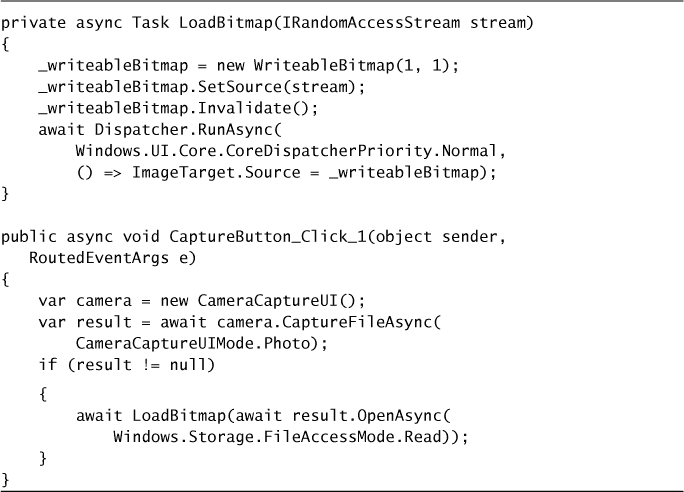 private async Task LoadBitmap(IRandomAccessStream stream)
{
    _writeableBitmap = new WriteableBitmap(1, 1);
    _writeableBitmap.SetSource(stream);
    _writeableBitmap.Invalidate();
    await Dispatcher.RunAsync(
        Windows.UI.Core.CoreDispatcherPriority.Normal,
        () => ImageTarget.Source = _writeableBitmap);
}

public async void CaptureButton_Click_1(object sender,
   RoutedEventArgs e)
{
    var camera = new CameraCaptureUI();
    var result = await camera.CaptureFileAsync(
        CameraCaptureUIMode.Photo);
    if (result != null)
    {
        await LoadBitmap(await result.OpenAsync(
            Windows.Storage.FileAccessMode.Read));
    }
}